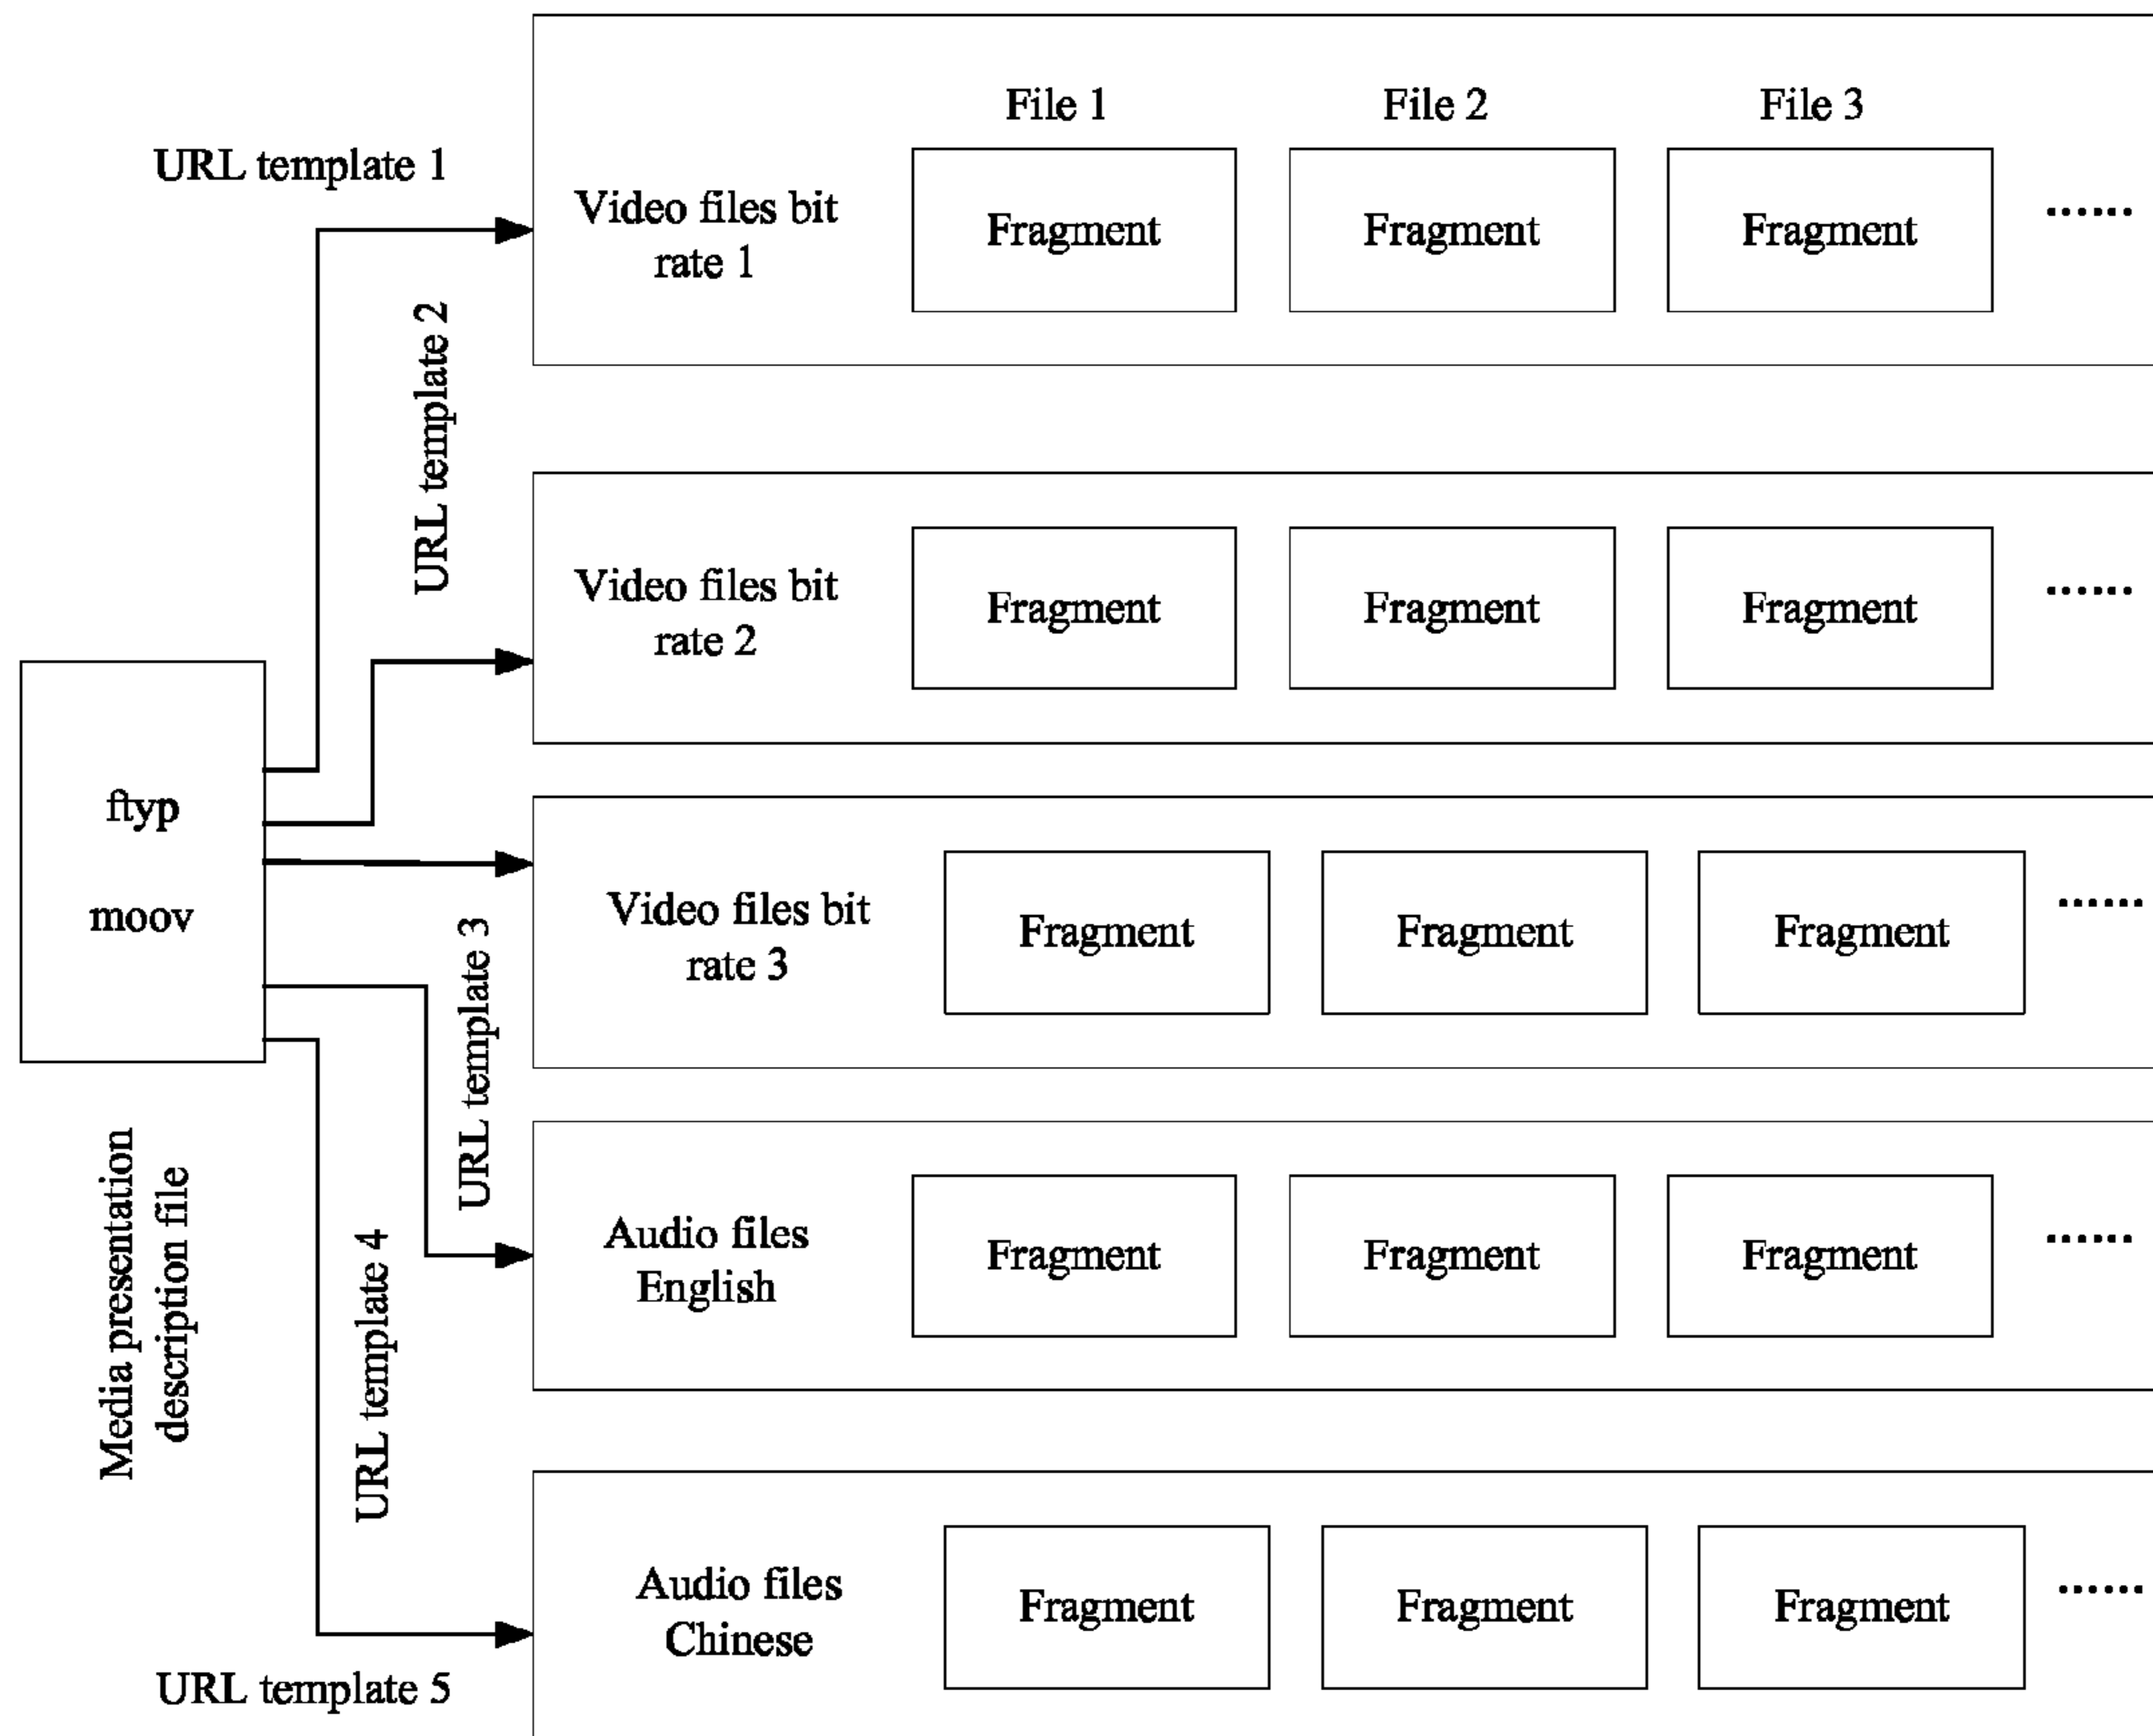 File 1
File 2
File 3
URL template 1
Video files bit
rate 1
Fragment
Fragment
Fragment
......
URL template 2
Video files bit
rate 2
Fragment
Fragment
Fragment
......
ftyp
moov
Media presentation
description file
Video files bit
rate 3
Fragment
Fragment
Fragment
......
URL template 3
Audio files
English
Fragment
Fragment
Fragment
......
URL template 4
Audio files
Chinese
Fragment
Fragment
Fragment
......
URL template 5